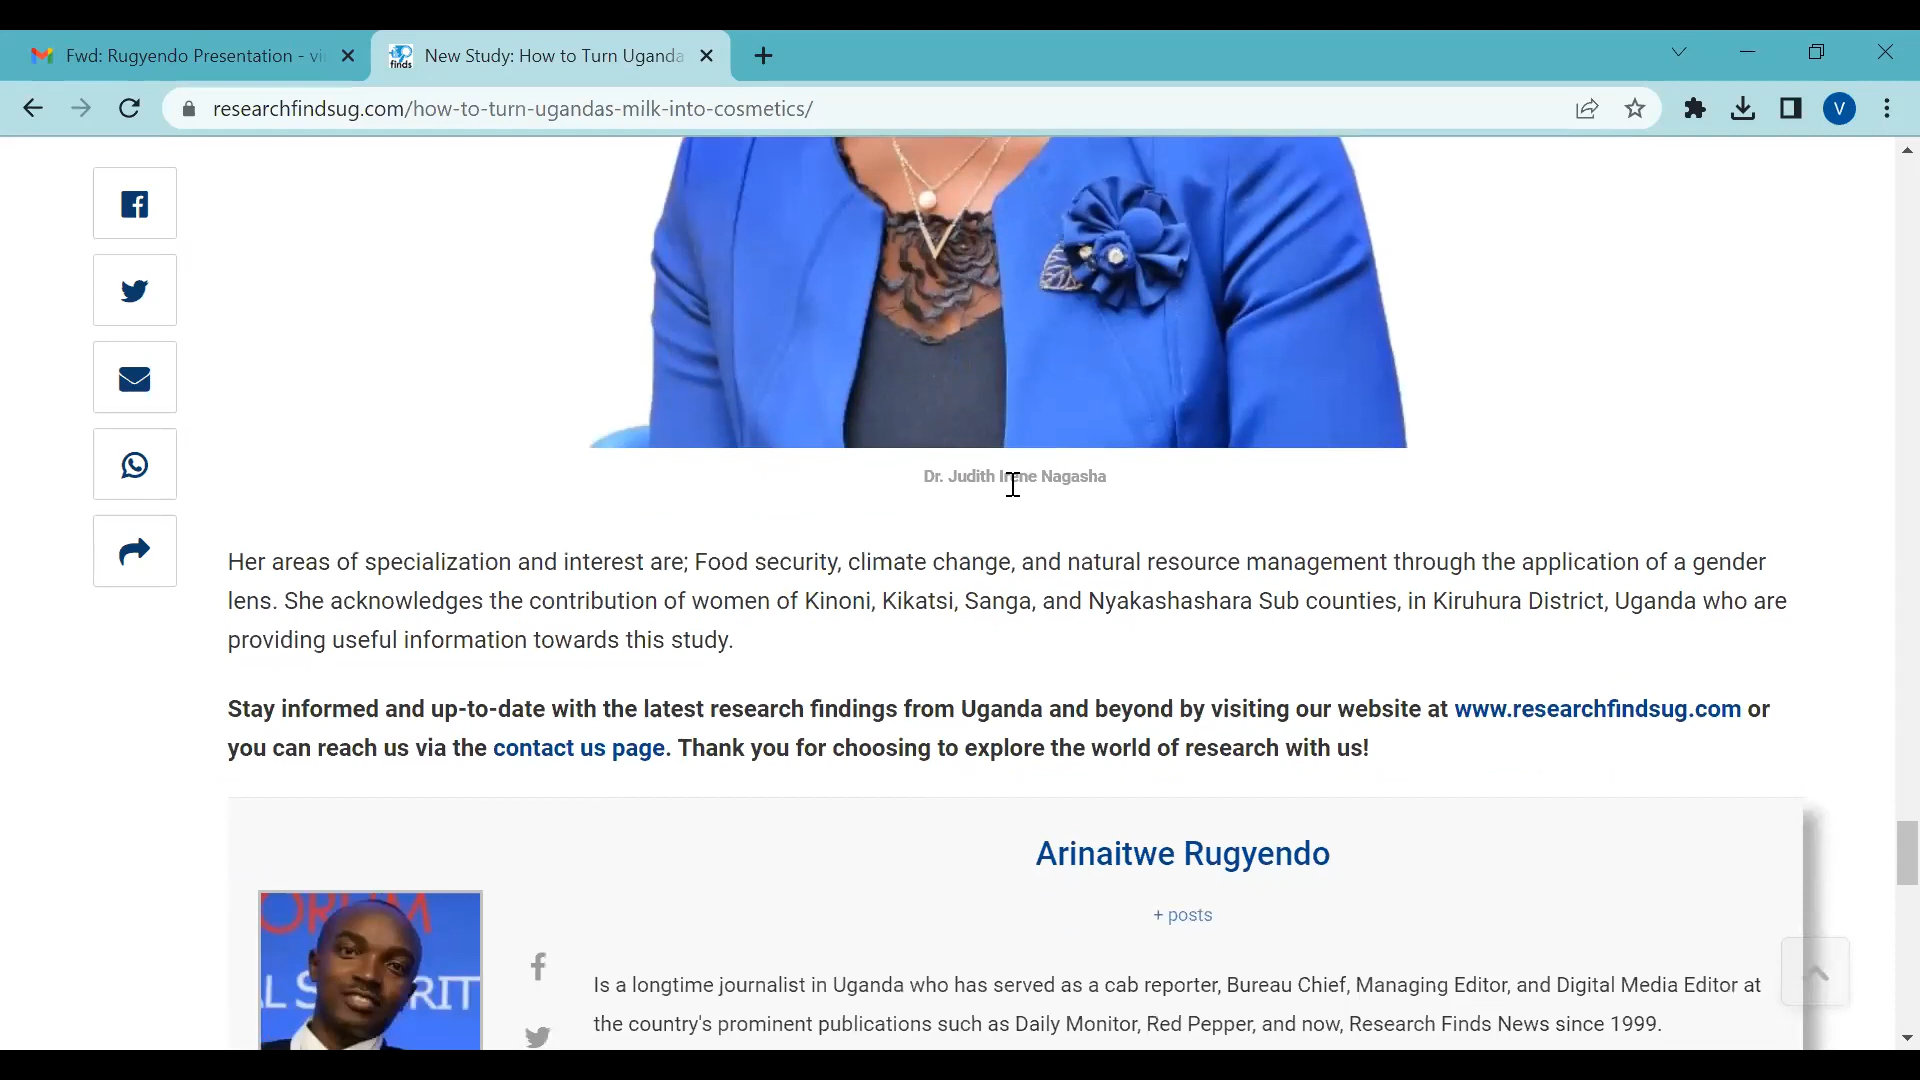 Fwd: Rugyendo Presentation - vi
finds
New Study: How to Turn Uganda
researchfindsug.com/how-to-turn-ugandas-milk-into-cosmetics/
V
Dr. Judith Irene Nagasha
Her areas of specialization and interest are; Food security, climate change, and natural resource management through the application of a gender
lens. She acknowledges the contribution of women of Kinoni, Kikatsi, Sanga, and Nyakashashara Sub counties, in Kiruhura District, Uganda who are
providing useful information towards this study.
Stay informed and up-to-date with the latest research findings from Uganda and beyond by visiting our website at www.researchfindsug.com or
you can reach us via the contact us page. Thank you for choosing to explore the world of research with us!
Arinaitwe Rugyendo
+ posts
ORUM
AL S RIT
Is a longtime journalist in Uganda who has served as a cab reporter, Bureau Chief, Managing Editor, and Digital Media Editor at
the country's prominent publications such as Daily Monitor, Red Pepper, and now, Research Finds News since 1999.